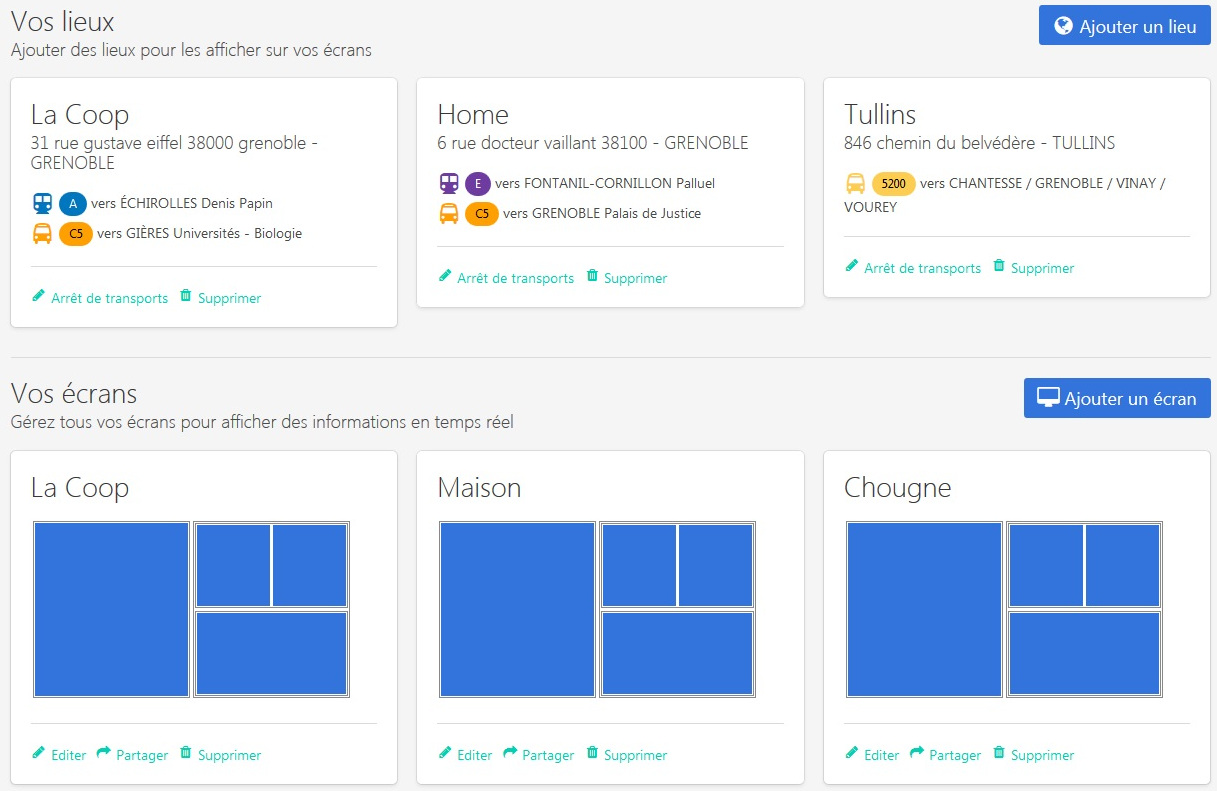 Vos lieux
Ajouter des lieux pour les afficher sur vos écrans
Ajouter un lieu
La Coop
31 rue gustave eiffel 38000 grenoble -
GRENOBLE
A vers ÉCHIROLLES Denis Papin
C5 vers GIÈRES Universités - Biologie
Arrêt de transports Supprimer
Home
6 rue docteur vaillant 38100 - GRENOBLE
E vers FONTANIL-CORNILLON Palluel
C5 vers GRENOBLE Palais de Justice
Arrêt de transports Supprimer
Tullins
846 chemin du belvédère - TULLINS
5200 vers CHANTESSE / GRENOBLE / VINAY /
VOUREY
Arrêt de transports Supprimer
Vos écrans
Gérez tous vos écrans pour afficher des informations en temps réel
Ajouter un écran
La Coop
Editer Partager Supprimer
Maison
Editer Partager Supprimer
Chougne
Editer Partager Supprimer